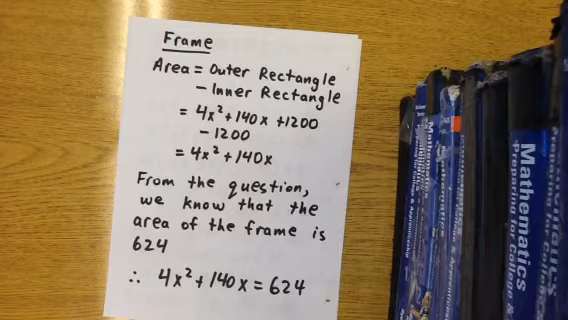 Frame
Area = Outer Rectangle
- Inner Rectangle
= 4x² + 140x + 1200
- 1200
= 4x² + 140x
From the question,
we know that the
area of the frame is
624
∴ 4x² + 140x = 624
Mathematics
Preparing for College &
Mathematics